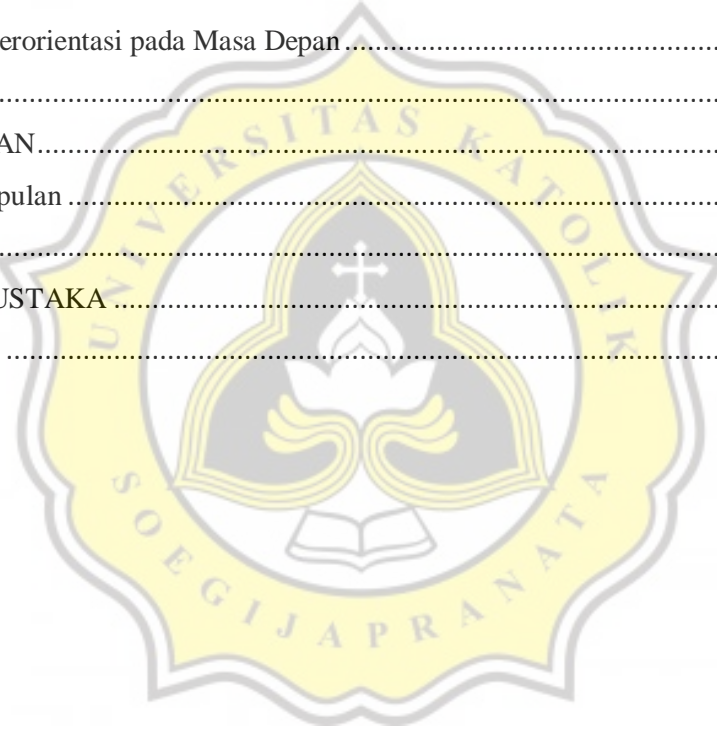 erorientasi pada Masa Depan ................................................................
................................................................................................
AN................................................................................................
pulan ................................................................................................
................................................................................................
USTAKA ................................................................................................
................................................................................................
UNIVERSITAS KATOLIK
SOEGIJAPRANATA